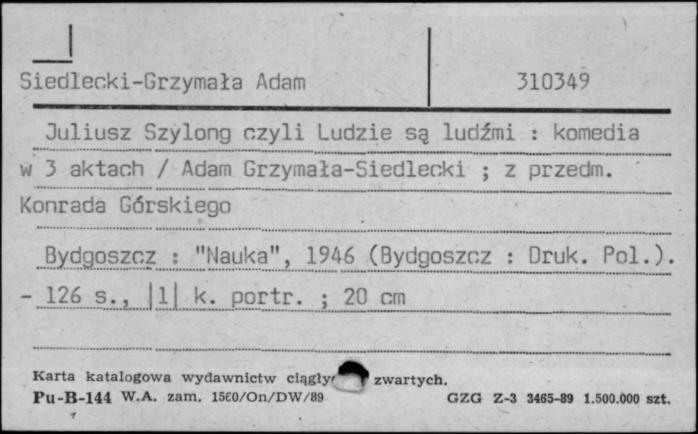 Siedlecki-Grzymała Adam 310349
Juliusz Szylong czyli Ludzie są ludźmi : komedia
w 3 aktach / Adam Grzymała-Siedlecki ; z przedm.
Konrada Górskiego
Bydgoszcz : "Nauka", 1946 (Bydgoszcz : Druk. Pol.).
- 126 s., |1| k. portr. ; 20 cm
Karta katalogowa wydawnictw zwartych.
Pu-B-144 W.A. zam. 1560/On/DW/89 GZG Z-3 3465-89 1.500.000 szt.